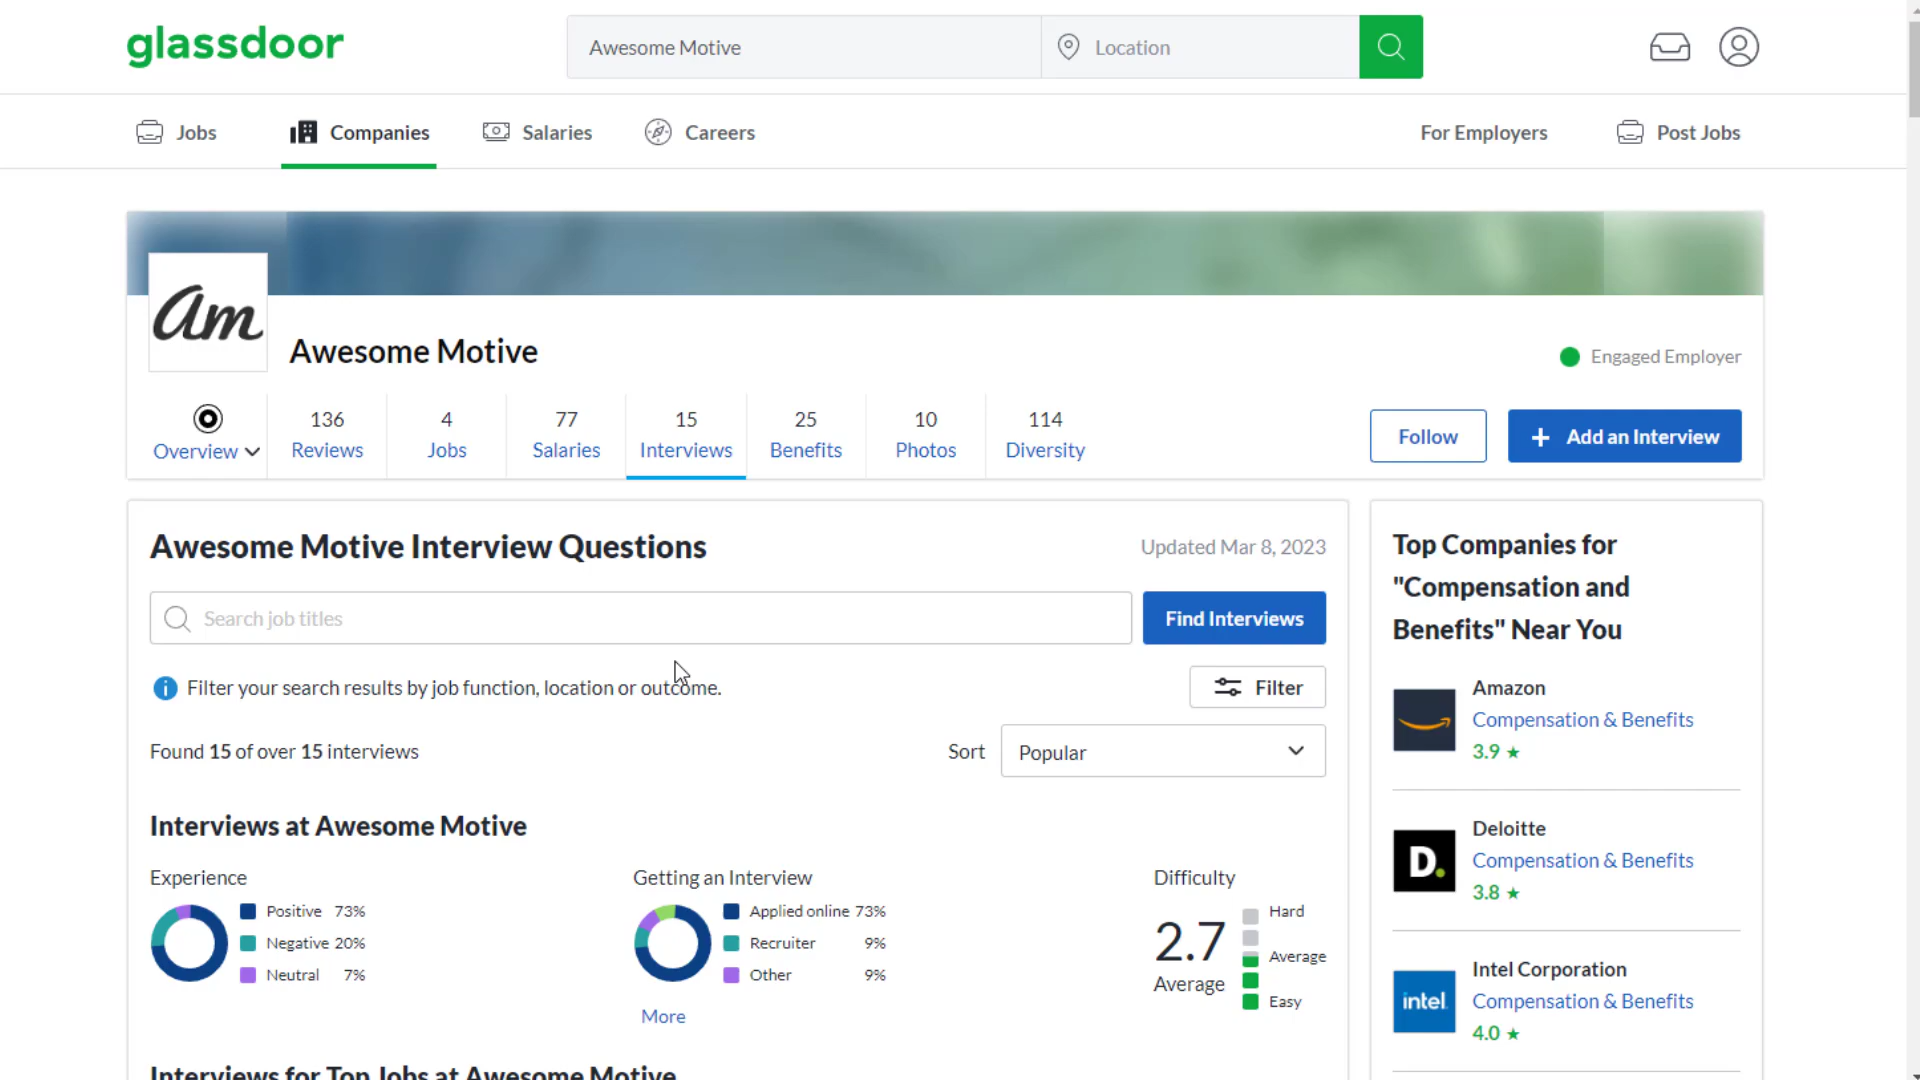 glassdoor
Awesome Motive
Location
Jobs
Companies
Salaries
Careers
For Employers
Post Jobs
am
Awesome Motive
Engaged Employer
Overview
136
Reviews
4
Jobs
77
Salaries
15
Interviews
25
Benefits
10
Photos
114
Diversity
Follow
+ Add an Interview
Awesome Motive Interview Questions
Updated Mar 8, 2023
Search job titles
Find Interviews
Filter your search results by job function, location or outcome.
Filter
Found 15 of over 15 interviews
Sort
Popular
Interviews at Awesome Motive
Experience
Positive 73%
Negative 20%
Neutral 7%
Getting an Interview
Applied online 73%
Recruiter 9%
Other 9%
More
Difficulty
2.7
Average
Hard
Average
Easy
Interviews for Top Jobs at Awesome Motive
Top Companies for
"Compensation and
Benefits" Near You
Amazon
Compensation & Benefits
3.9 ★
D.
Deloitte
Compensation & Benefits
3.8 ★
intel.
Intel Corporation
Compensation & Benefits
4.0 ★